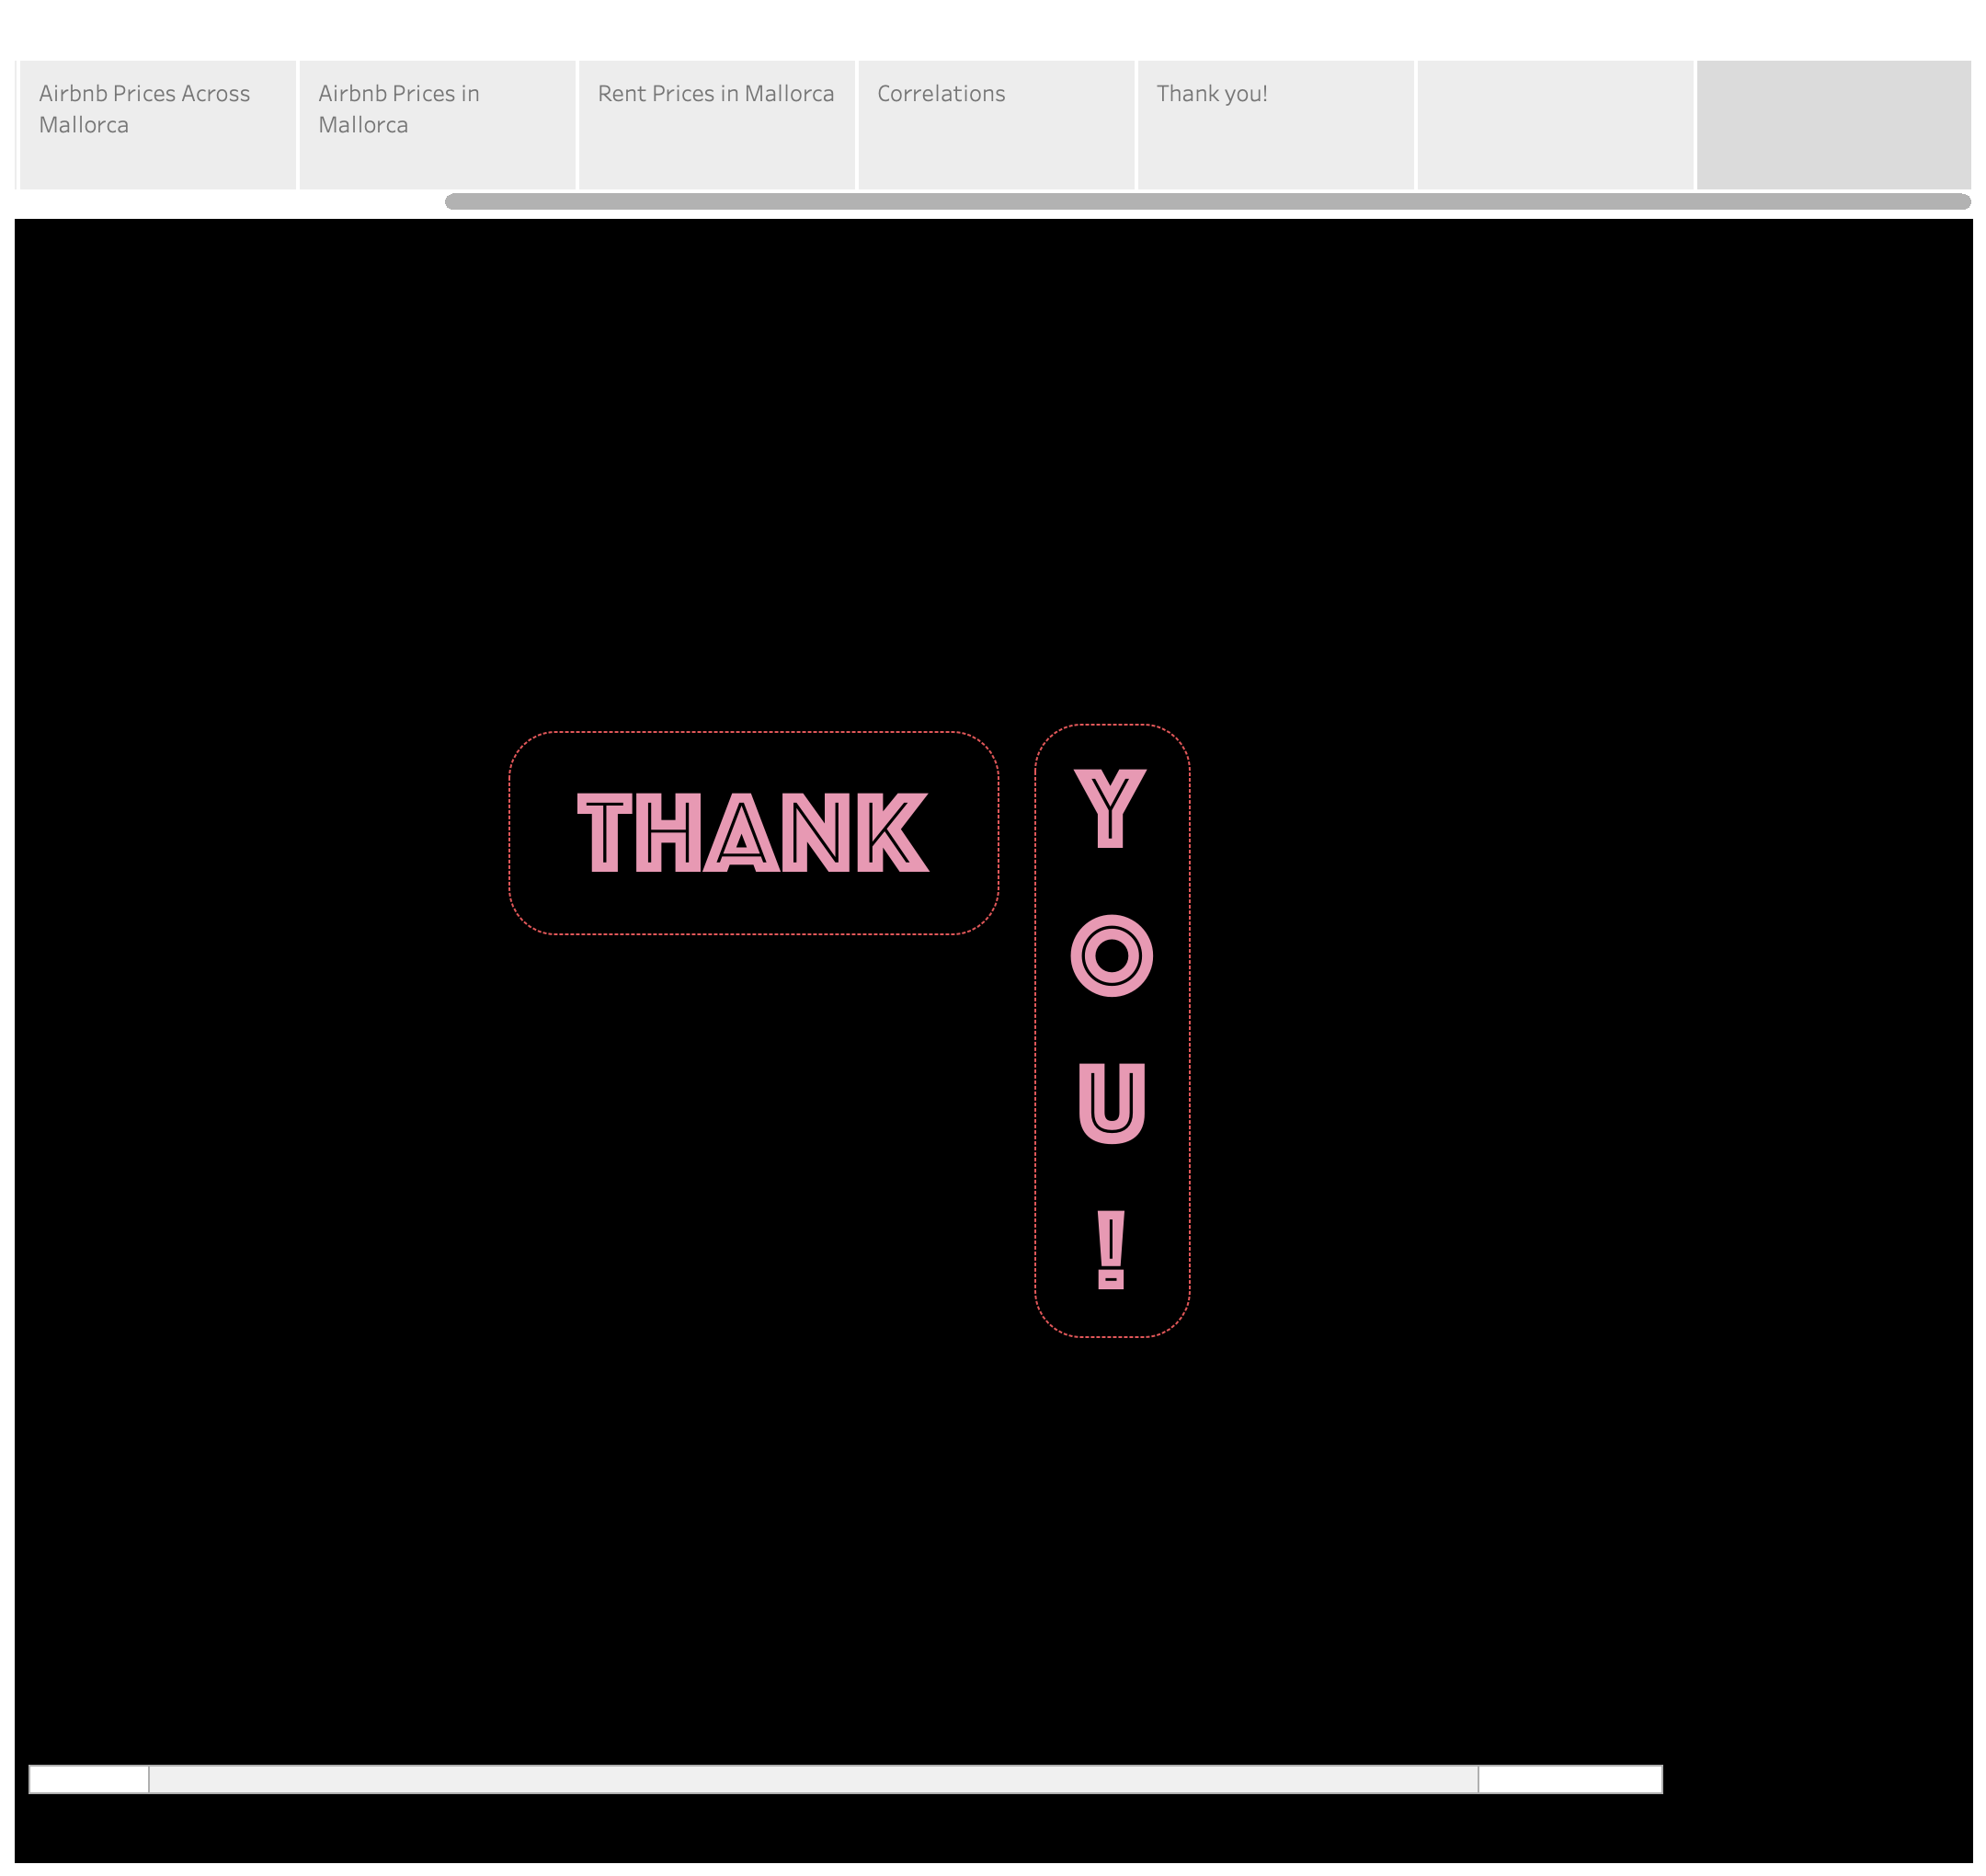 Airbnb Prices Across
Mallorca
Airbnb Prices in
Mallorca
Rent Prices in Mallorca
Correlations
Thank you!
THANK
Y
O
U
!